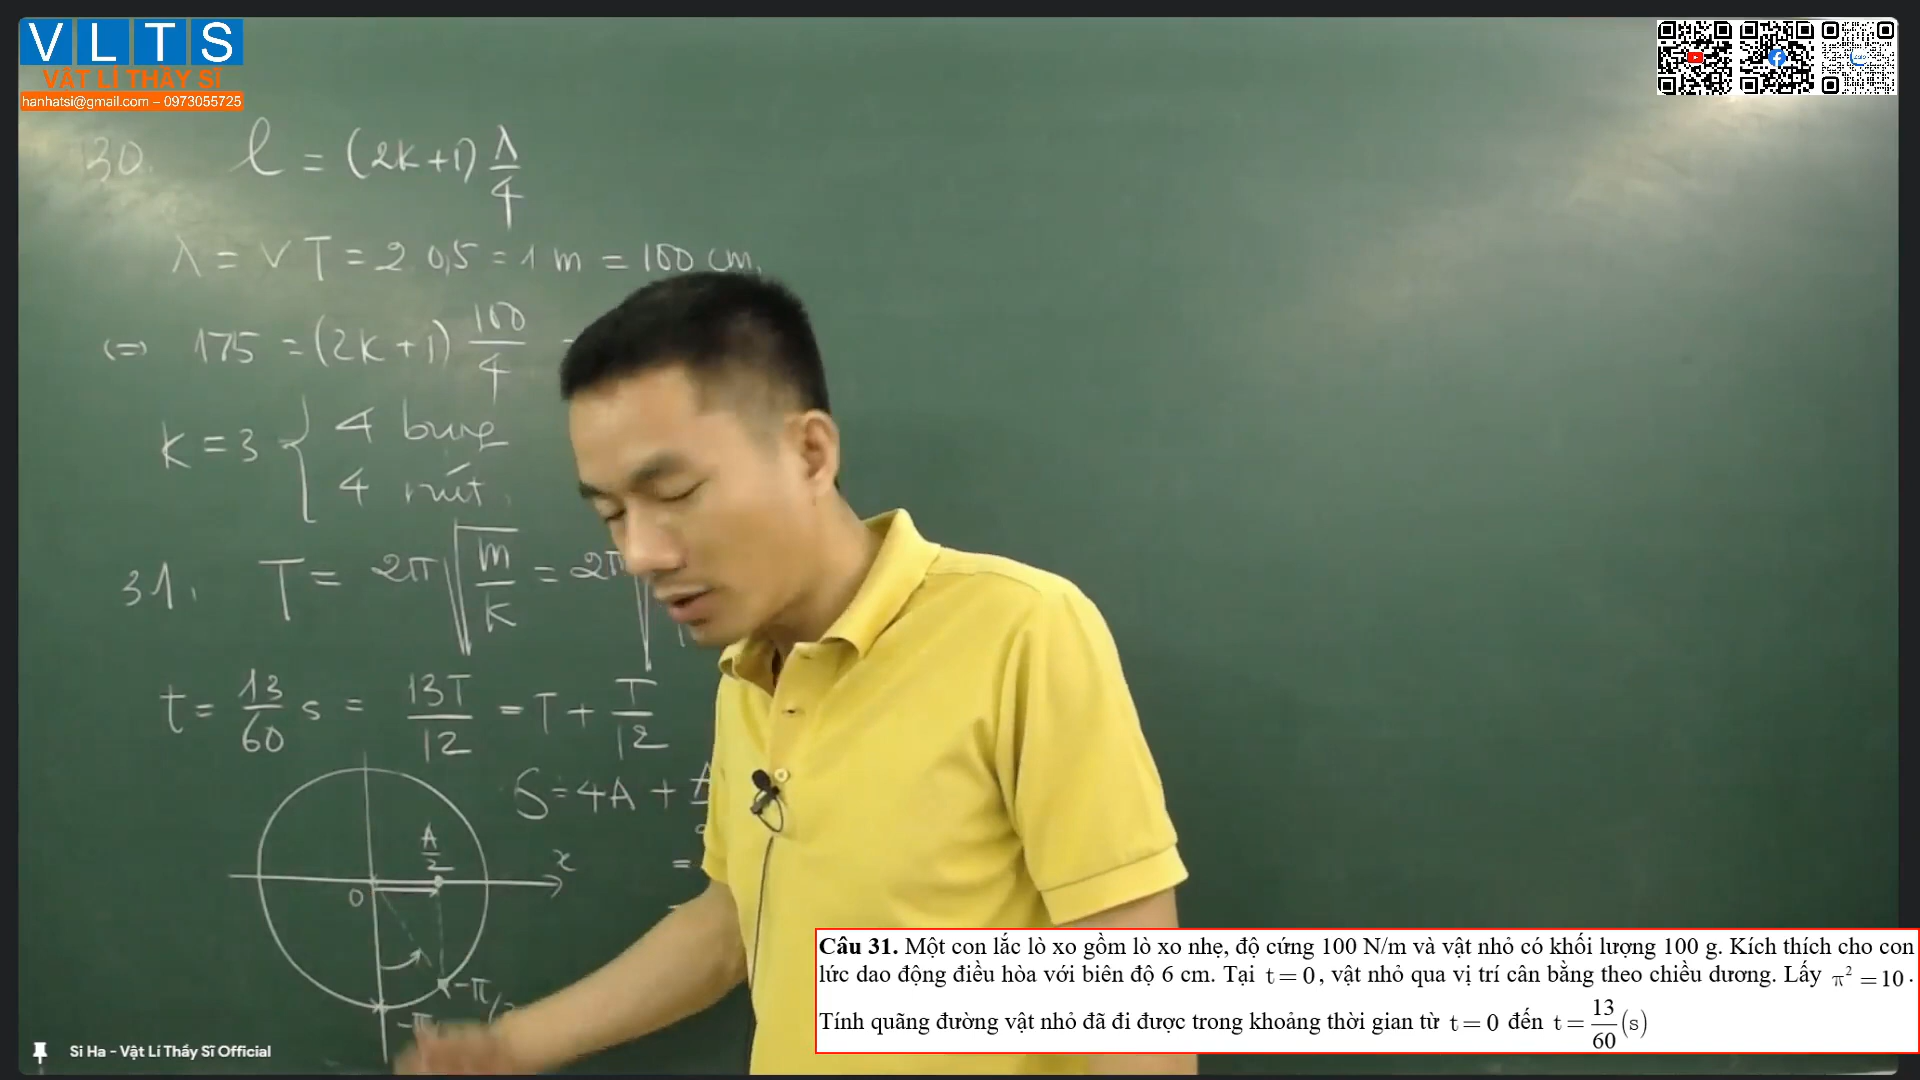 VLTS
VẬT LÍ THẦY SĨ
hanhatsi@gmail.com – 0973055725
30. l = (2k+1) λ/4
λ = vT = 2 0,5 = 1 m = 100 cm.
(=) 175 = (2k+1) 100/4
k = 3 { 4 bụng
4 nút.
31. T = 2π √(m/k) = 2π √
t = 13/60 s = 13T/12 = T + T/12
S = 4A +
=
A/2
x
O
-π/
-π
Câu 31. Một con lắc lò xo gồm lò xo nhẹ, độ cứng 100 N/m và vật nhỏ có khối lượng 100 g. Kích thích cho con
lức dao động điều hòa với biên độ 6 cm. Tại t = 0, vật nhỏ qua vị trí cân bằng theo chiều dương. Lấy π² = 10.
Tính quãng đường vật nhỏ đã đi được trong khoảng thời gian từ t = 0 đến t = 13/60 (s)
Si Ha - Vật Lí Thầy Sĩ Official